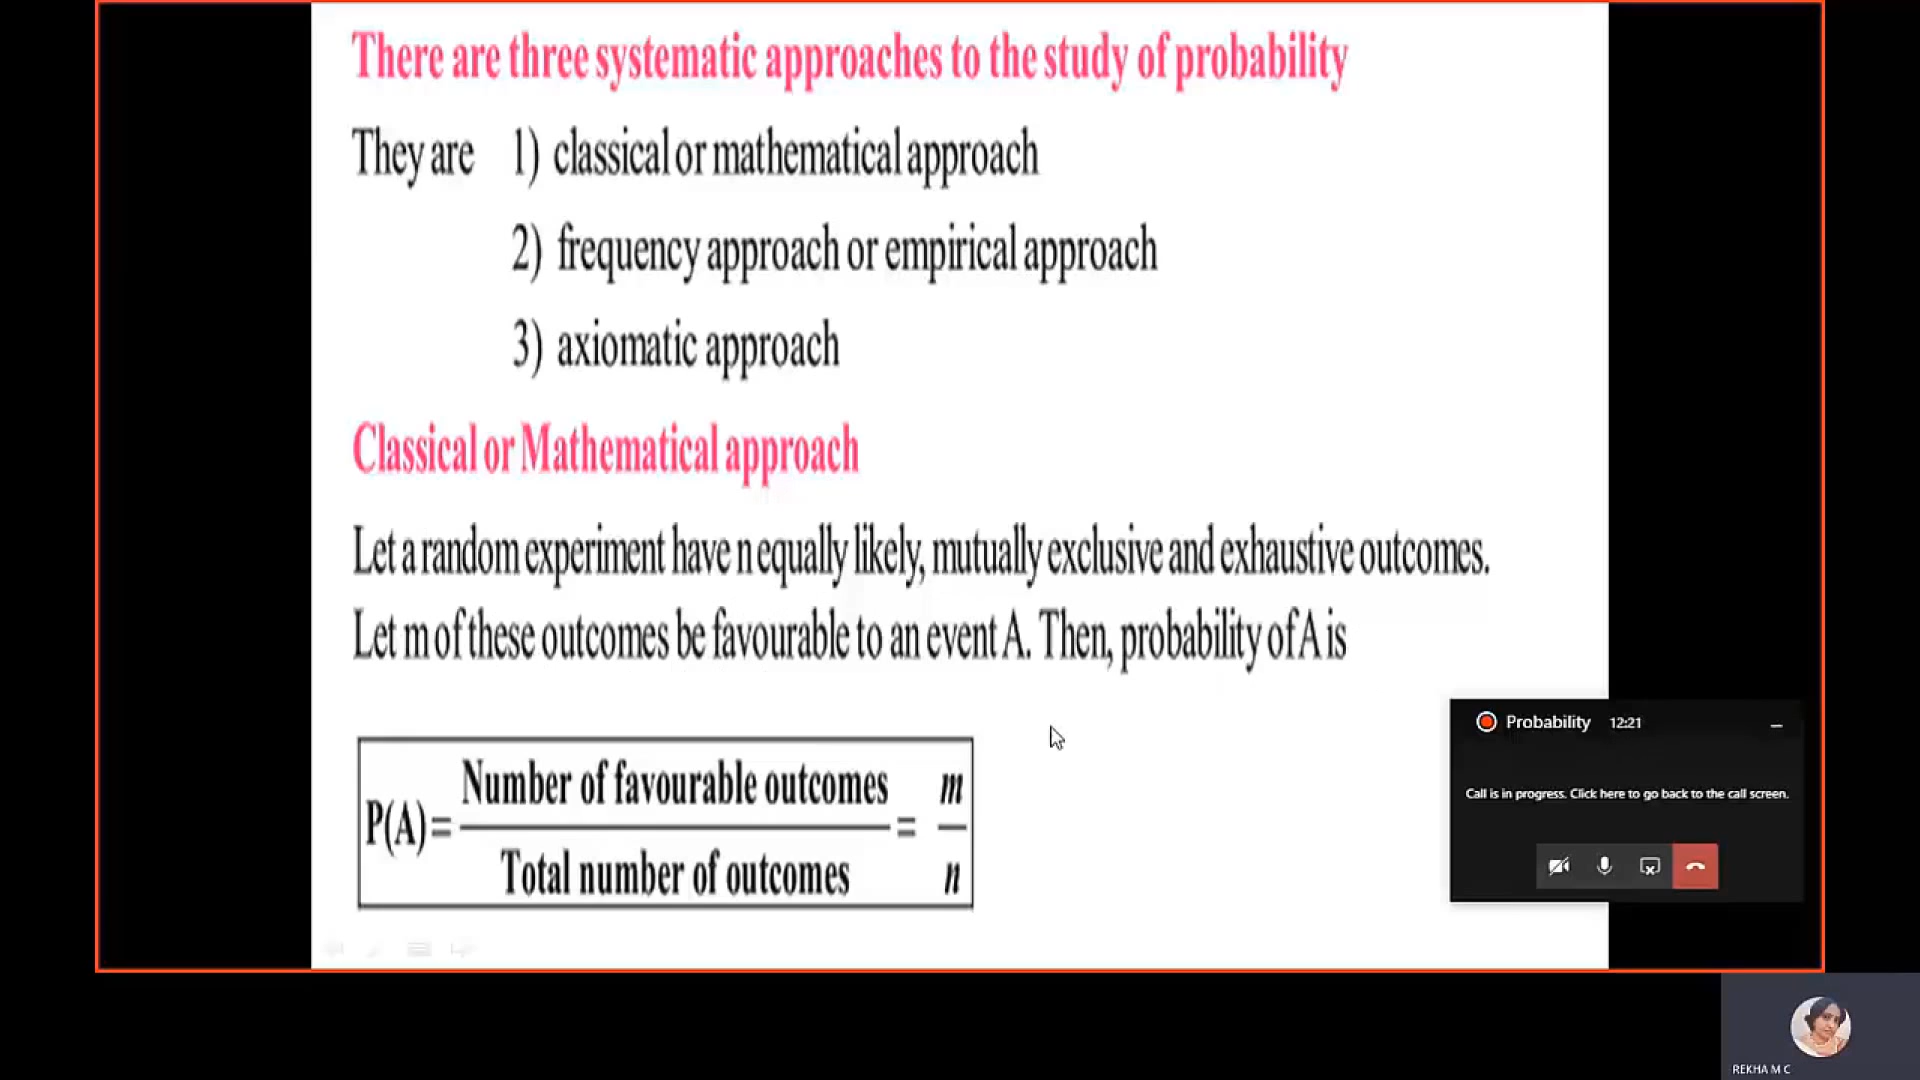 There are three systematic approaches to the study of probability
They are 1) classical or mathematical approach
2) frequency approach or empirical approach
3) axiomatic approach
Classical or Mathematical approach
Let a random experiment have n equally likely, mutually exclusive and exhaustive outcomes.
Let m of these outcomes be favourable to an event A. Then, probability of A is
P(A) = Number of favourable outcomes / Total number of outcomes = m / n
Probability 12:21
Call is in progress. Click here to go back to the call screen.
REKHA M C